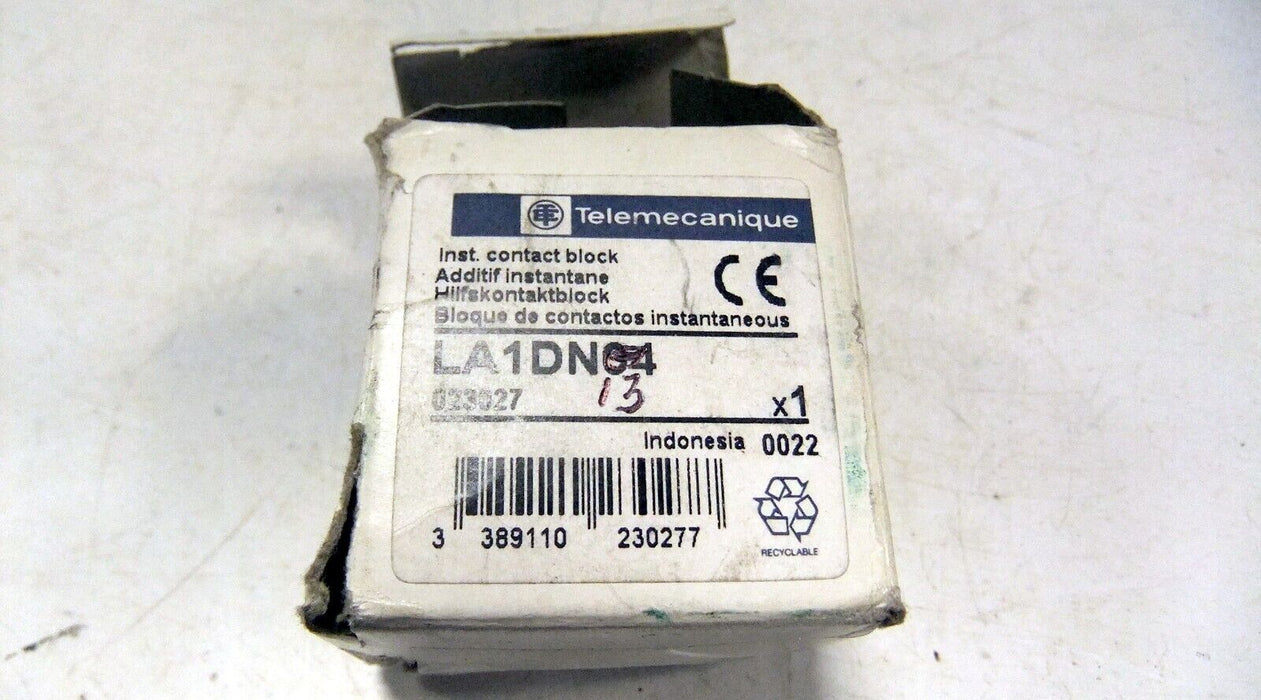 Telemecanique
Inst. contact block
Additif instantane
Hilfskontaktblock
Bloque de contactos instantaneous
LA1DN04
13
023027
x1
Indonesia 0022
3 389110 230277
RECYCLABLE